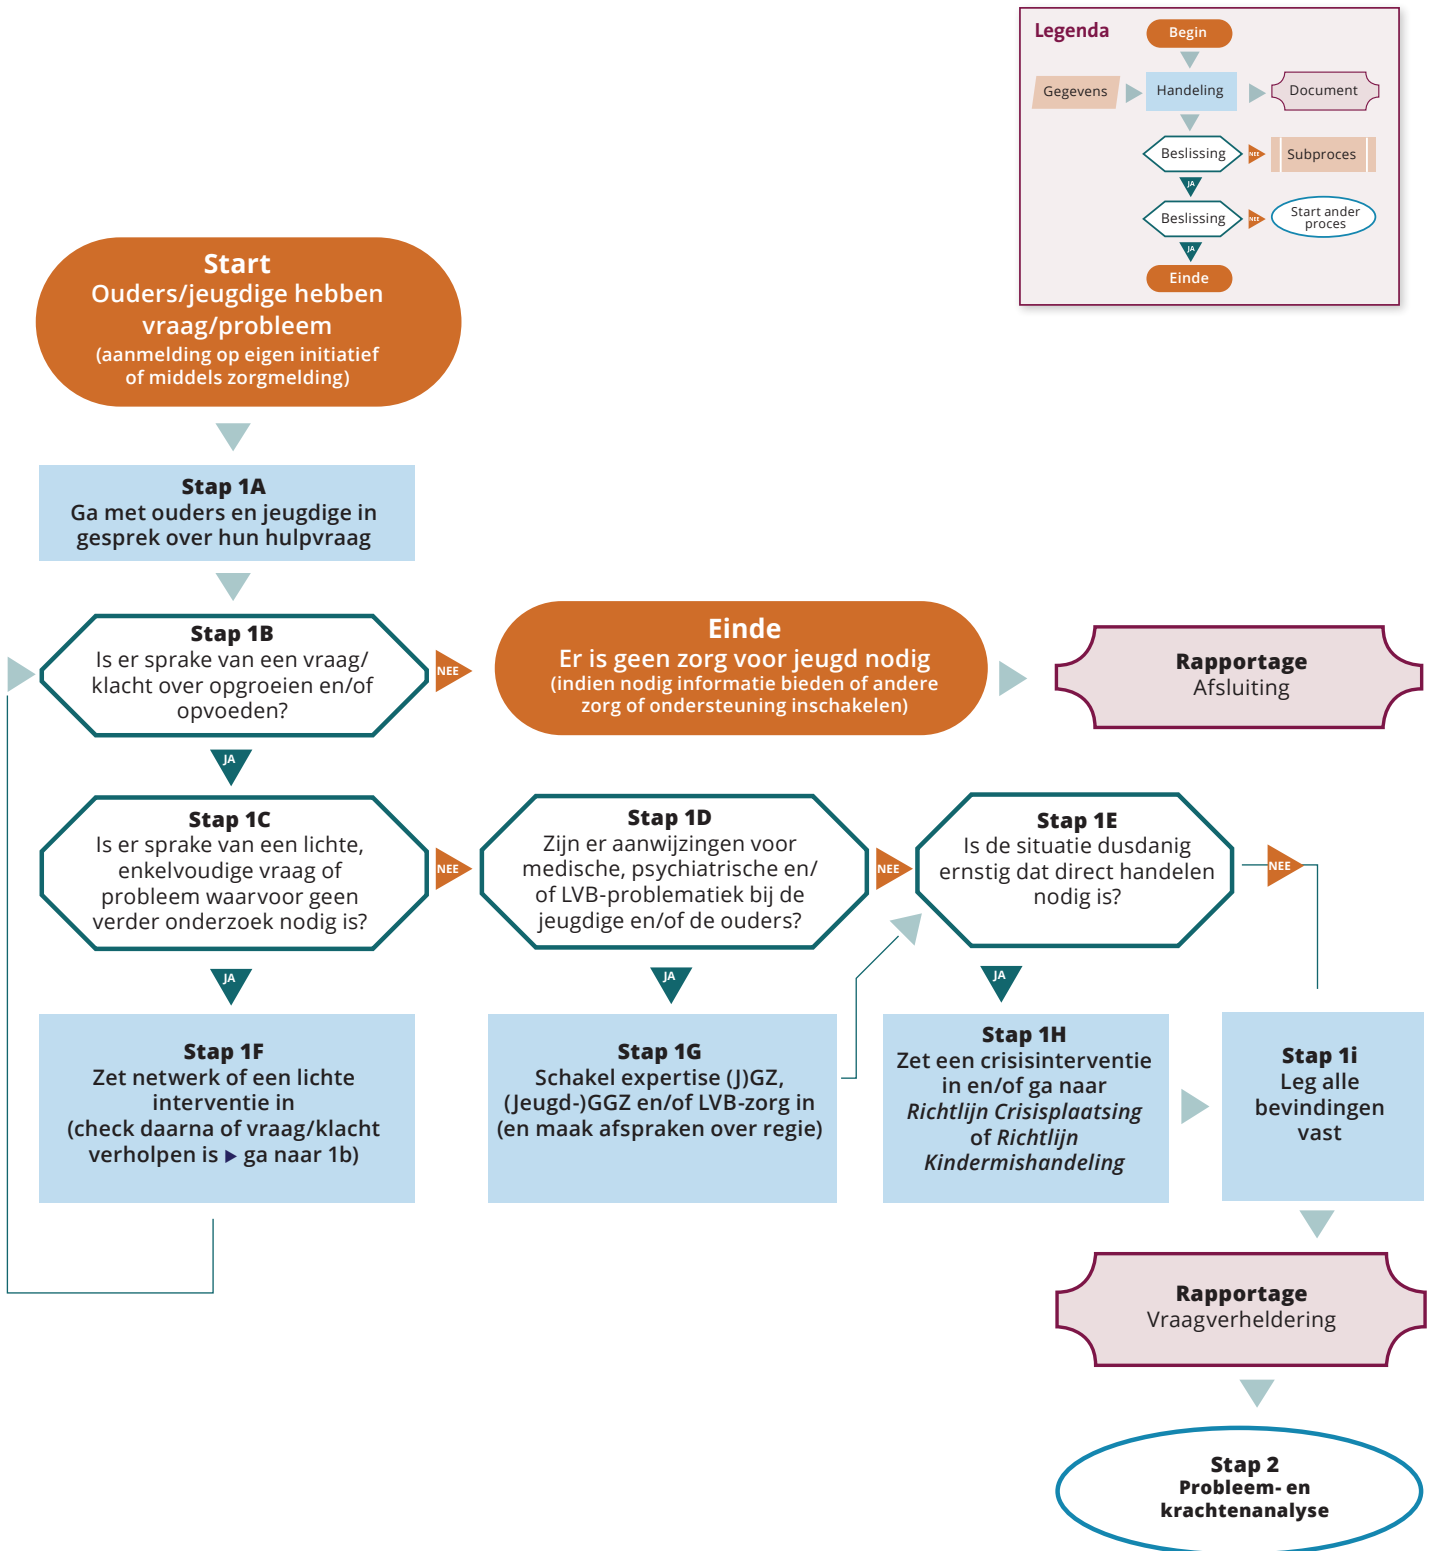 Legenda
Begin
Gegevens
Handeling
Document
Beslissing
NEE
Subproces
JA
Beslissing
NEE
Start ander
proces
JA
Einde
Start
Ouders/jeugdige hebben
vraag/probleem
(aanmelding op eigen initiatief
of middels zorgmelding)
Stap 1A
Ga met ouders en jeugdige in
gesprek over hun hulpvraag
Stap 1B
Is er sprake van een vraag/
klacht over opgroeien en/of
opvoeden?
NEE
Einde
Er is geen zorg voor jeugd nodig
(indien nodig informatie bieden of andere
zorg of ondersteuning inschakelen)
Rapportage
Afsluiting
JA
Stap 1C
Is er sprake van een lichte,
enkelvoudige vraag of
probleem waarvoor geen
verder onderzoek nodig is?
NEE
Stap 1D
Zijn er aanwijzingen voor
medische, psychiatrische en/
of LVB-problematiek bij de
jeugdige en/of de ouders?
NEE
Stap 1E
Is de situatie dusdanig
ernstig dat direct handelen
nodig is?
NEE
JA
JA
JA
Stap 1F
Zet netwerk of een lichte
interventie in
(check daarna of vraag/klacht
verholpen is ▸ ga naar 1b)
Stap 1G
Schakel expertise (J)GZ,
(Jeugd-)GGZ en/of LVB-zorg in
(en maak afspraken over regie)
Stap 1H
Zet een crisisinterventie
in en/of ga naar
Richtlijn Crisisplaatsing
of Richtlijn
Kindermishandeling
Stap 1i
Leg alle
bevindingen
vast
Rapportage
Vraagverheldering
Stap 2
Probleem- en
krachtenanalyse